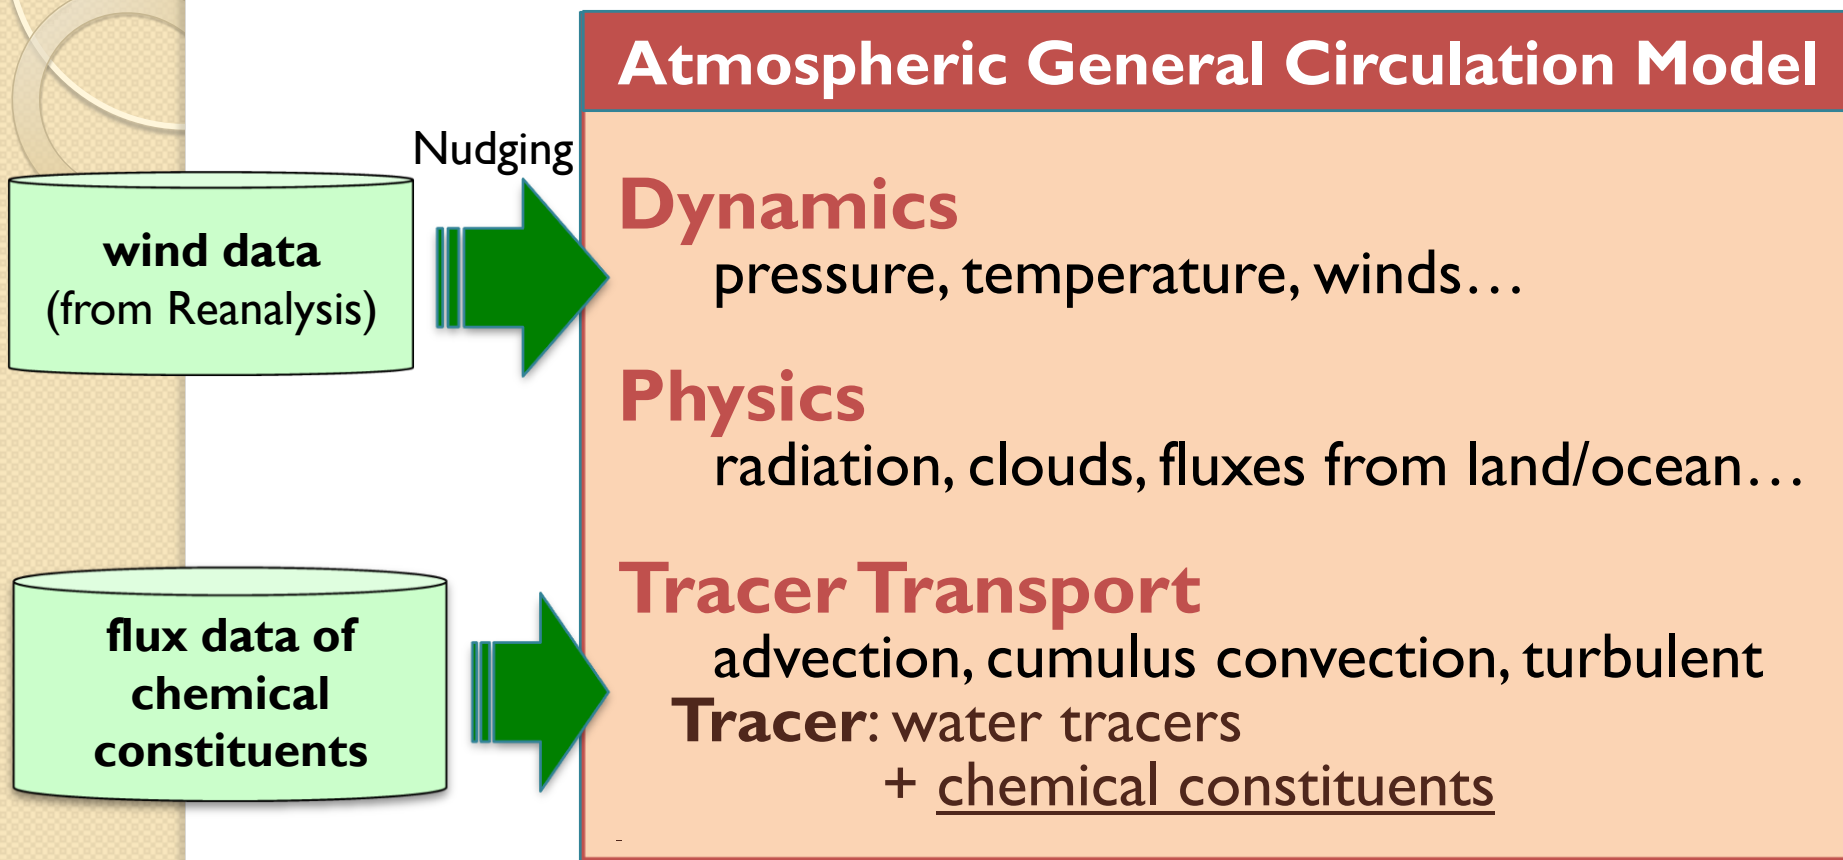 Atmospheric General Circulation Model
Nudging
wind data
(from Reanalysis)
Dynamics
pressure, temperature, winds…
Physics
radiation, clouds, fluxes from land/ocean…
flux data of
chemical
constituents
Tracer Transport
advection, cumulus convection, turbulent
Tracer: water tracers
+ chemical constituents